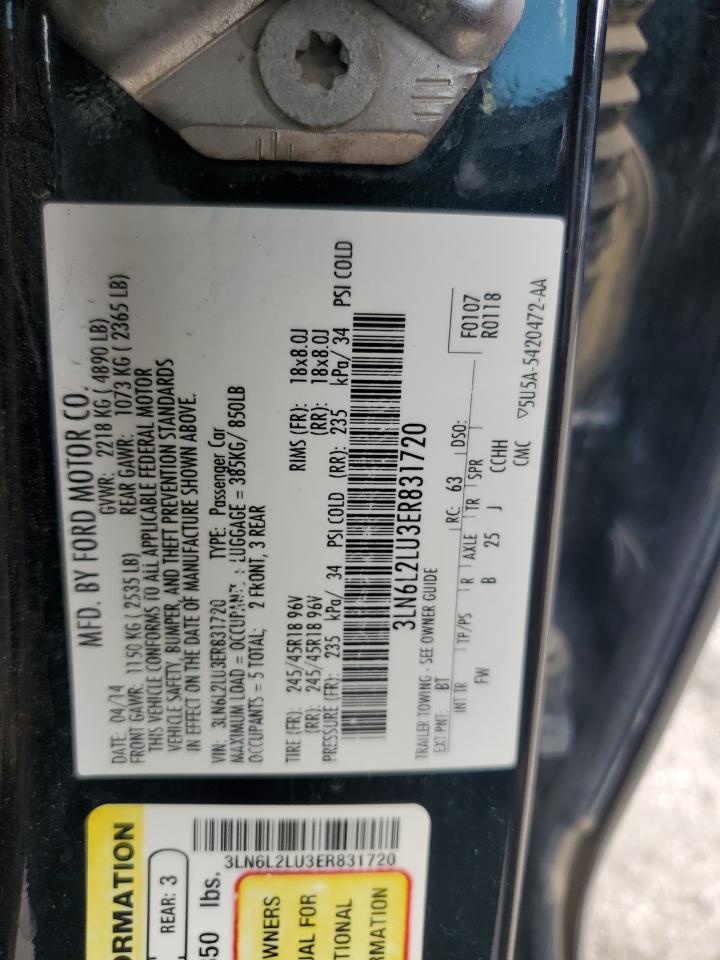 MFD. BY FORD MOTOR CO.
DATE: 04/14 GVWR: 2218 KG ( 4890 LB)
FRONT GAWR: 1150 KG ( 2535 LB) REAR GAWR: 1073 KG ( 2365 LB)
THIS VEHICLE CONFORMS TO ALL APPLICABLE FEDERAL MOTOR
VEHICLE SAFETY, BUMPER, AND THEFT PREVENTION STANDARDS
IN EFFECT ON THE DATE OF MANUFACTURE SHOWN ABOVE.
VIN: 3LN6L2LU3ER831720 TYPE: Passenger Car
MAXIMUM LOAD = OCCUPANTS + LUGGAGE = 385KG/ 850LB
OCCUPANTS = 5 TOTAL: 2 FRONT, 3 REAR
TIRE (FR): 245/45R18 96V RIMS (FR): 18x8.0J
(RR): 245/45R18 96V (RR): 18x8.0J
PRESSURE (FR): 235 kPa/ 34 PSI COLD (RR): 235 kPa/ 34 PSI COLD
3LN6L2LU3ER831720
TRAILER TOWING - SEE OWNER GUIDE
EXT PNT: BT RC: 63 DSO: F0107
R0118
INT TR TP/PS R AXLE TR SPR
FW B 25 J CCHH
CMC ▽5U5A-5420472-AA
ORMATION
REAR: 3
50 lbs.
3LN6L2LU3ER831720
OWNERS
UAL FOR
TIONAL
RMATION